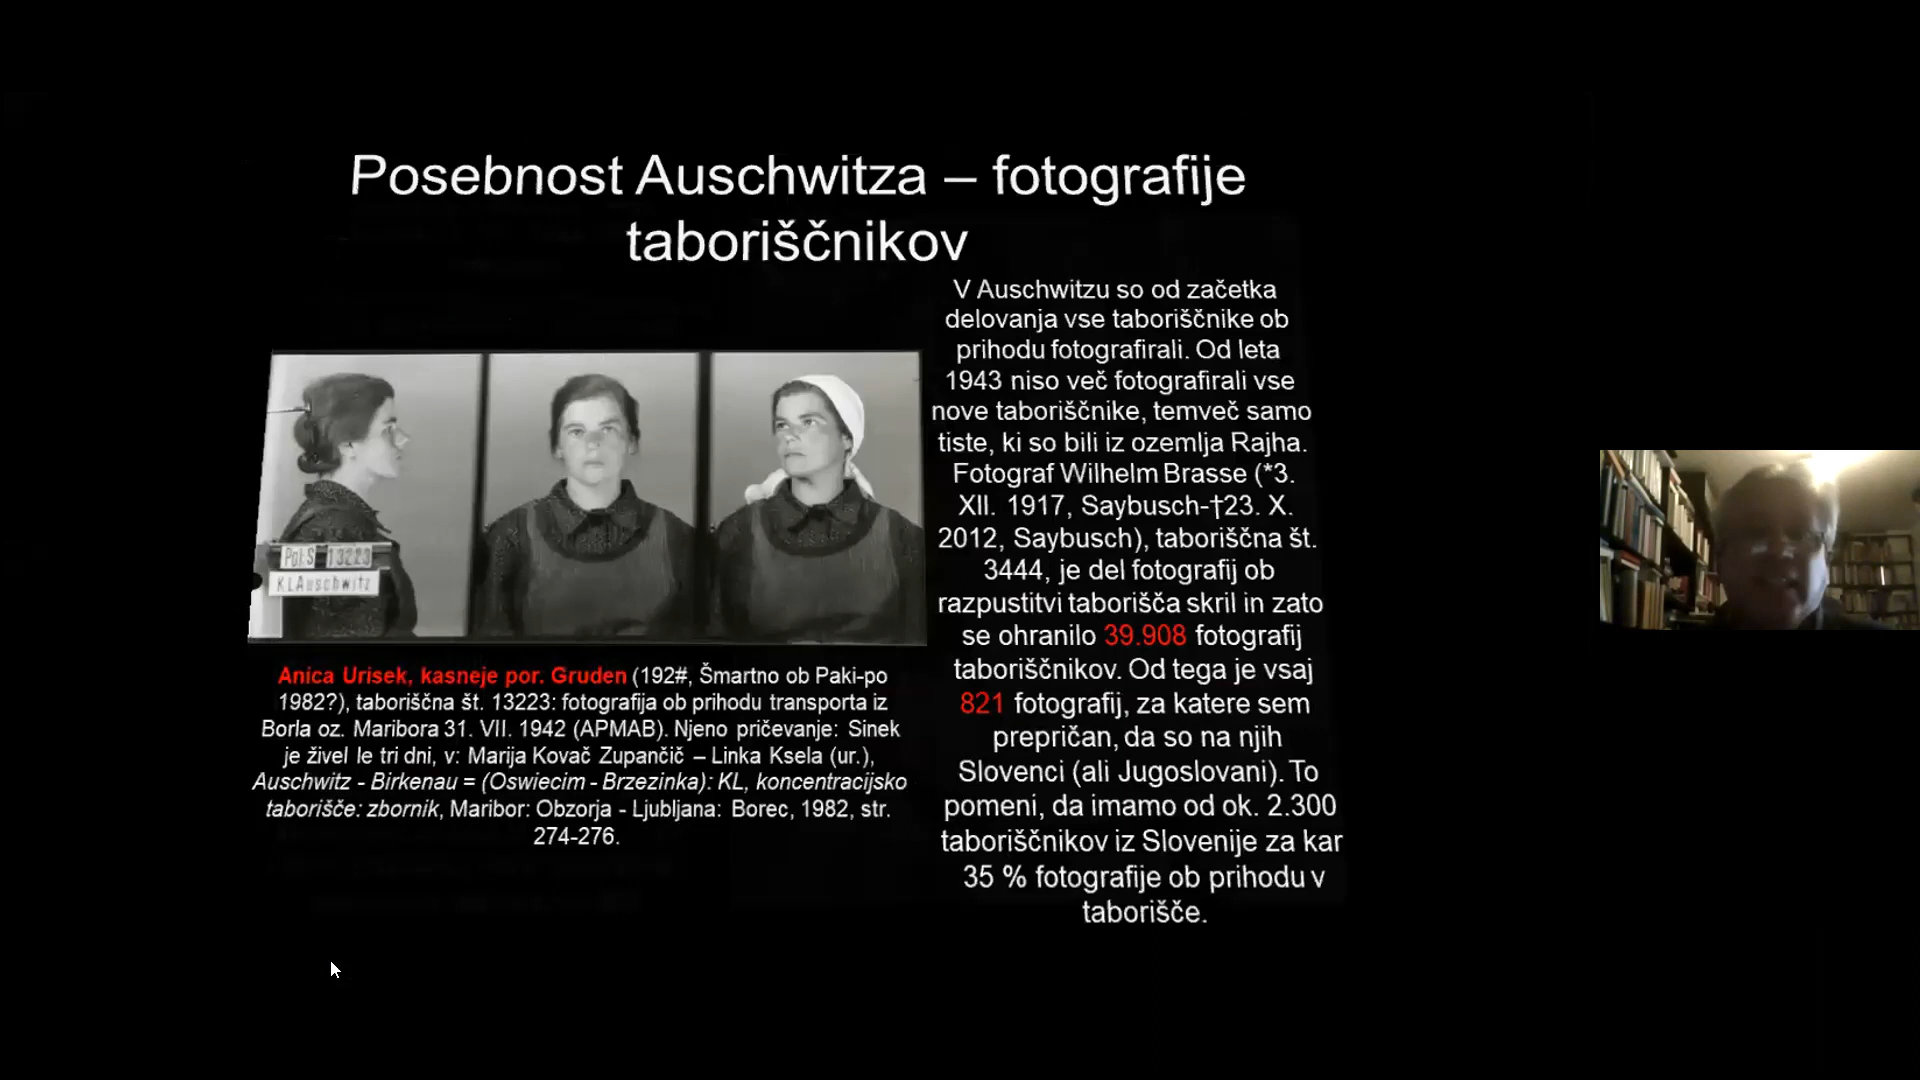 Posebnost Auschwitza – fotografije
taboriščnikov
Pol: S 13223
KL Auschwitz
Anica Urisek, kasneje por. Gruden (192#, Šmartno ob Paki-po
1982?), taboriščna št. 13223: fotografija ob prihodu transporta iz
Borla oz. Maribora 31. VII. 1942 (APMAB). Njeno pričevanje: Sinek
je živel le tri dni, v: Marija Kovač Zupančič – Linka Ksela (ur.),
Auschwitz - Birkenau = (Oswiecim - Brzezinka): KL, koncentracijsko
taborišče: zbornik, Maribor: Obzorja - Ljubljana: Borec, 1982, str.
274-276.
V Auschwitzu so od začetka
delovanja vse taboriščnike ob
prihodu fotografirali. Od leta
1943 niso več fotografirali vse
nove taboriščnike, temveč samo
tiste, ki so bili iz ozemlja Rajha.
Fotograf Wilhelm Brasse (*3.
XII. 1917, Saybusch-†23. X.
2012, Saybusch), taboriščna št.
3444, je del fotografij ob
razpustitvi taborišča skril in zato
se ohranilo 39.908 fotografij
taboriščnikov. Od tega je vsaj
821 fotografij, za katere sem
prepričan, da so na njih
Slovenci (ali Jugoslovani). To
pomeni, da imamo od ok. 2.300
taboriščnikov iz Slovenije za kar
35 % fotografije ob prihodu v
taborišče.